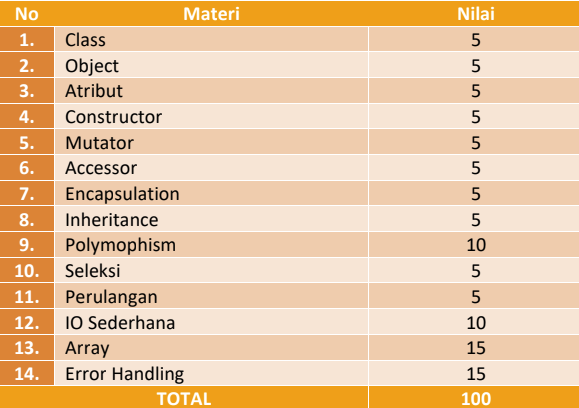 No Materi Nilai
1. Class 5
2. Object 5
3. Atribut 5
4. Constructor 5
5. Mutator 5
6. Accessor 5
7. Encapsulation 5
8. Inheritance 5
9. Polymophism 10
10. Seleksi 5
11. Perulangan 5
12. IO Sederhana 10
13. Array 15
14. Error Handling 15
TOTAL 100